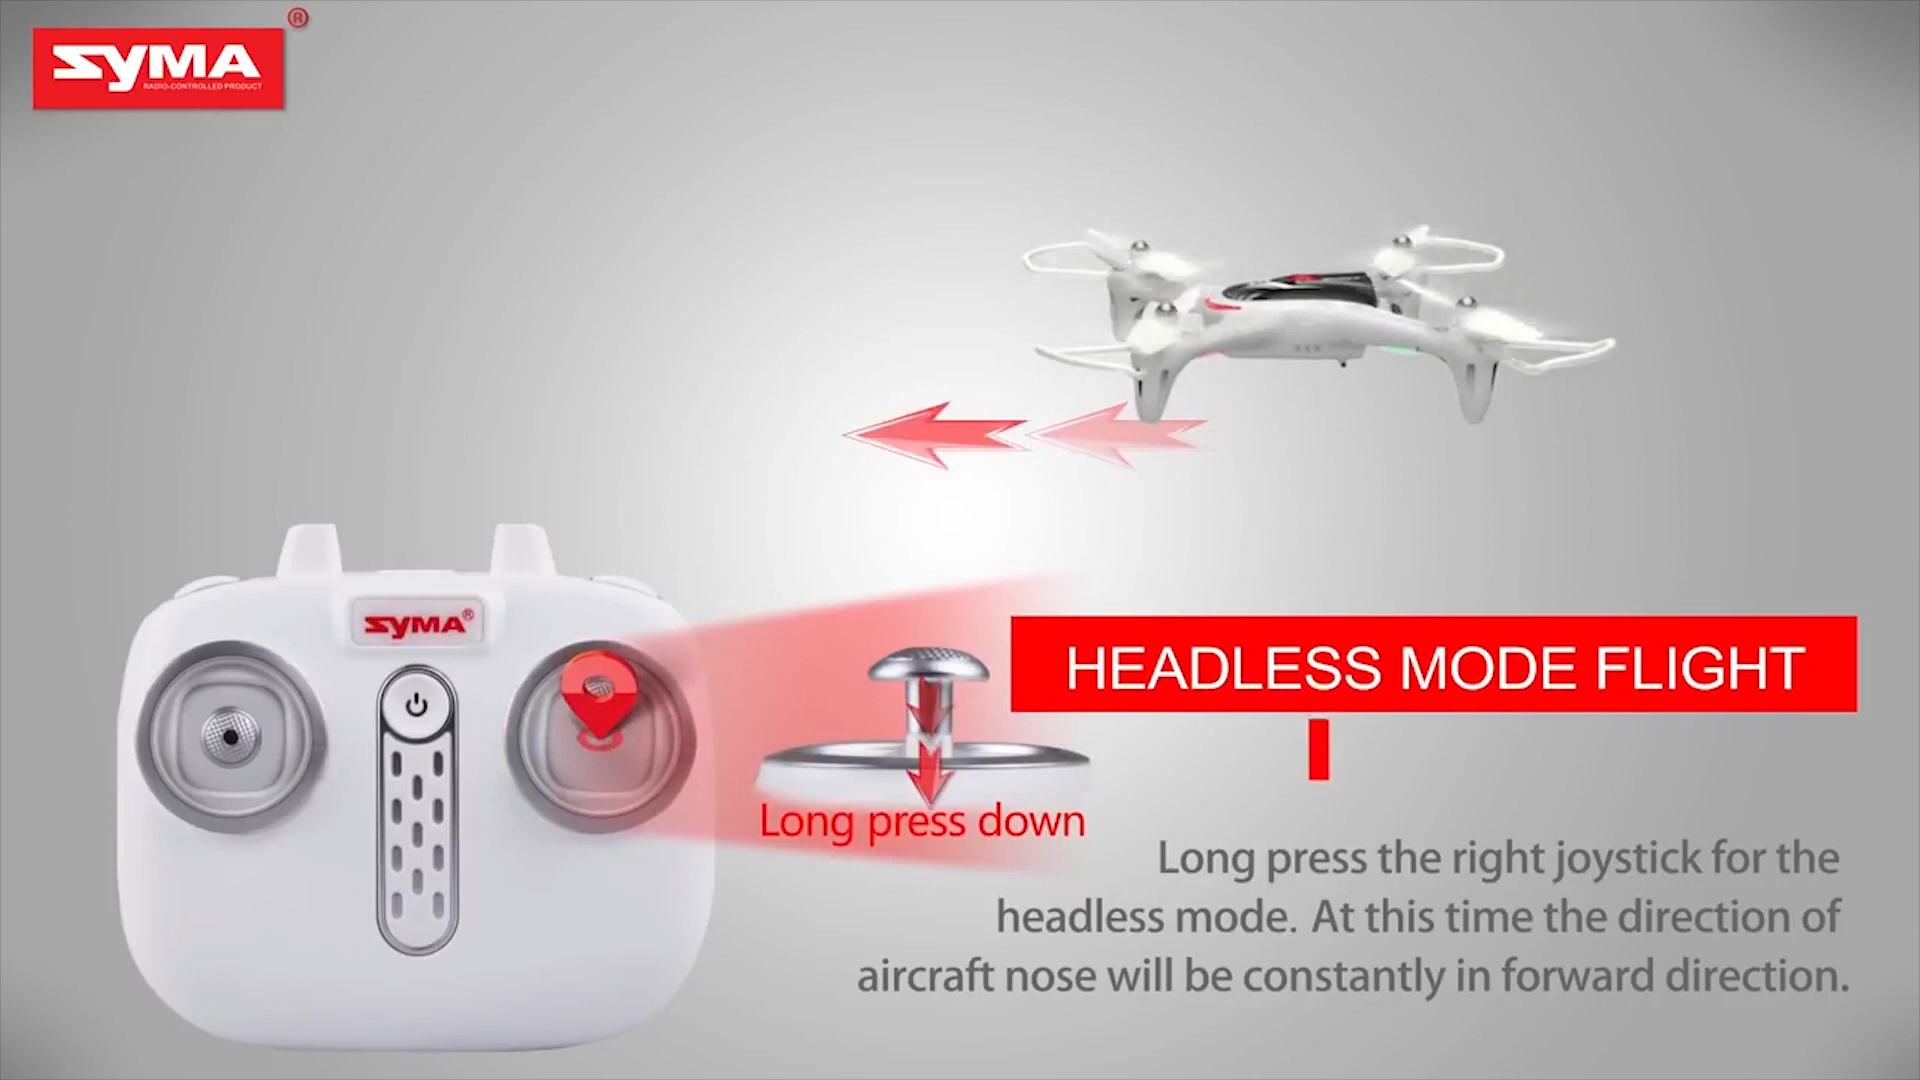 SYMA®
RADIO-CONTROLLED PRODUCT
SYMA®
HEADLESS MODE FLIGHT
Long press down
Long press the right joystick for the
headless mode. At this time the direction of
aircraft nose will be constantly in forward direction.